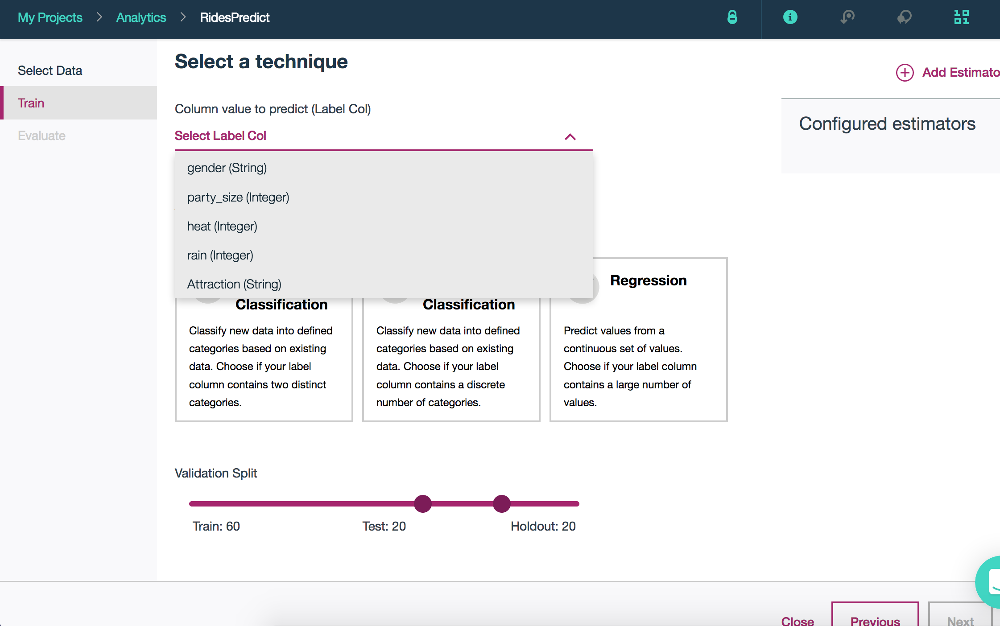 My Projects > Analytics > RidesPredict
Select Data
Train
Evaluate
Select a technique
Add Estimato
Column value to predict (Label Col)
Select Label Col
gender (String)
party_size (Integer)
heat (Integer)
rain (Integer)
Attraction (String)
Configured estimators
Classification
Classify new data into defined
categories based on existing
data. Choose if your label
column contains two distinct
categories.
Classification
Classify new data into defined
categories based on existing
data. Choose if your label
column contains a discrete
number of categories.
Regression
Predict values from a
continuous set of values.
Choose if your label column
contains a large number of
values.
Validation Split
Train: 60
Test: 20
Holdout: 20
Close
Previous
Next